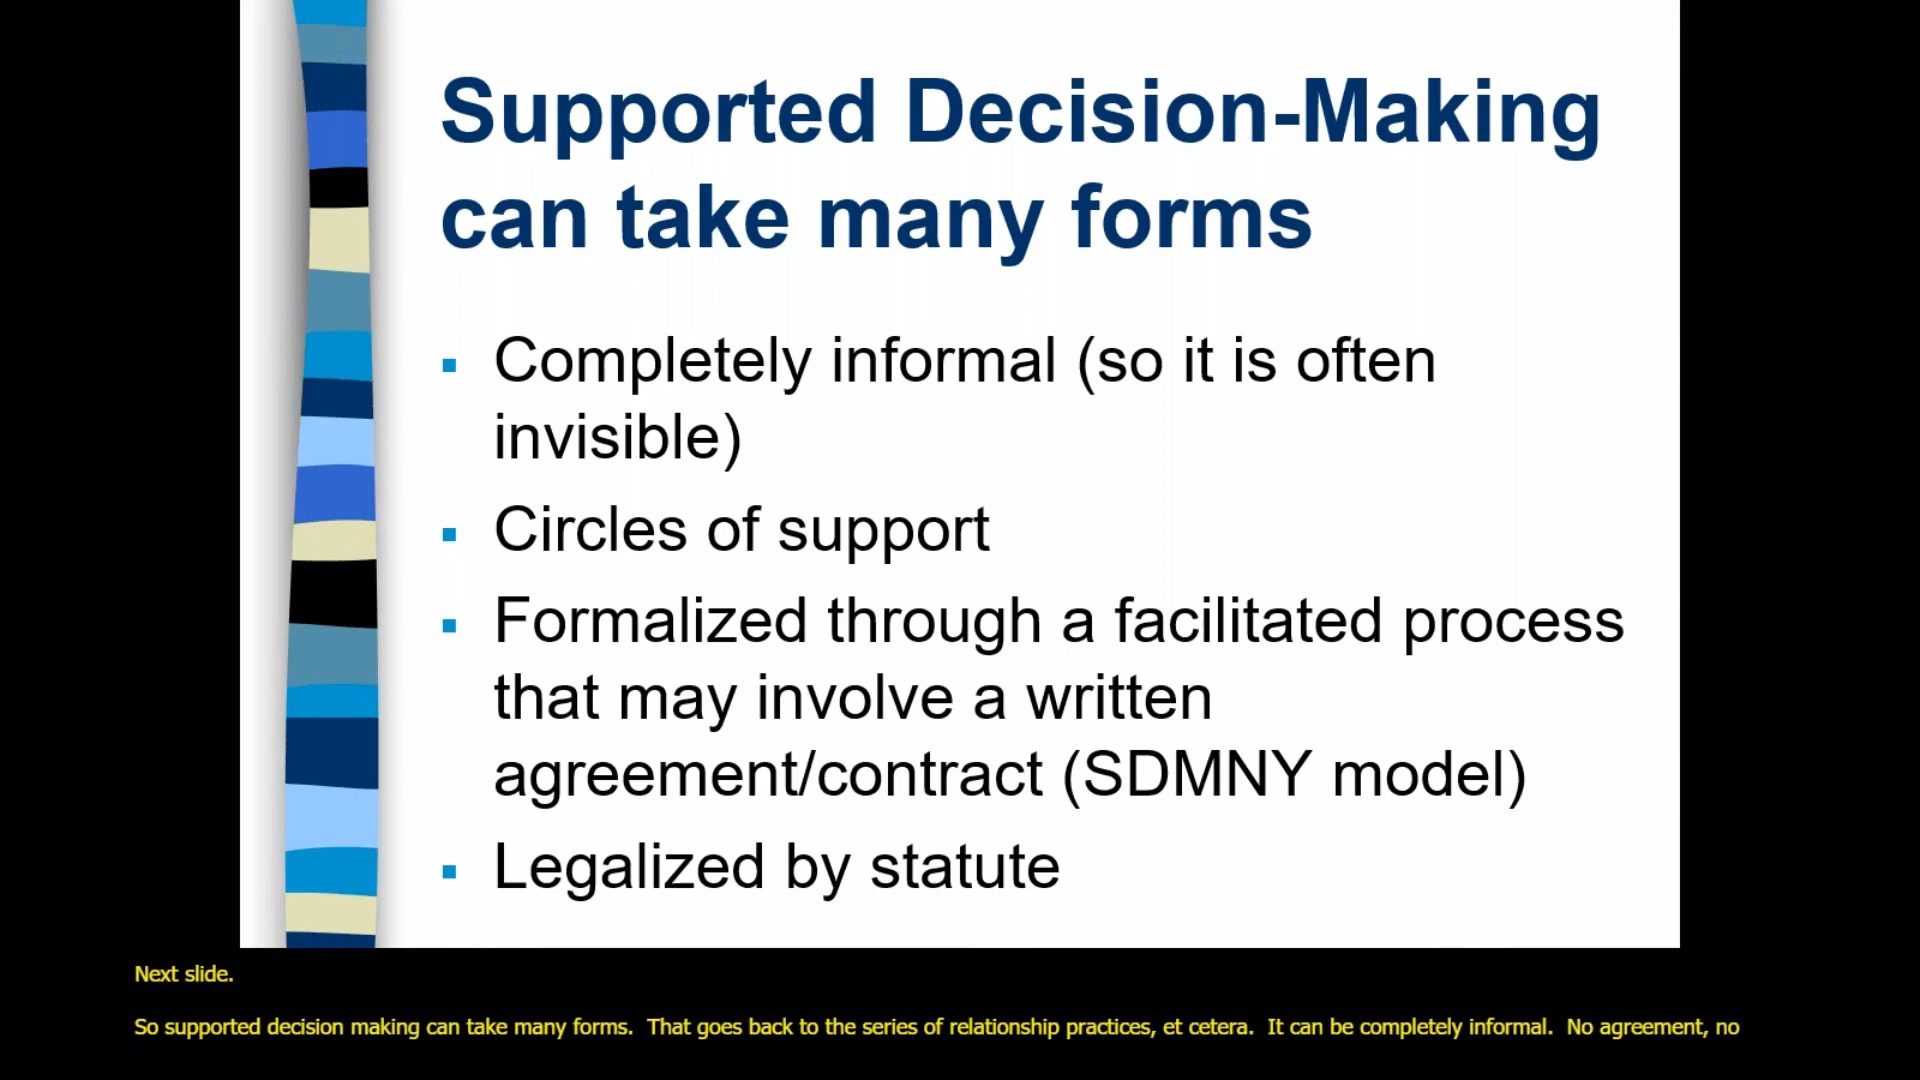 Supported Decision-Making
can take many forms
▪ Completely informal (so it is often
invisible)
▪ Circles of support
▪ Formalized through a facilitated process
that may involve a written
agreement/contract (SDMNY model)
▪ Legalized by statute
Next slide.
So supported decision making can take many forms.  That goes back to the series of relationship practices, et cetera.  It can be completely informal.  No agreement, no